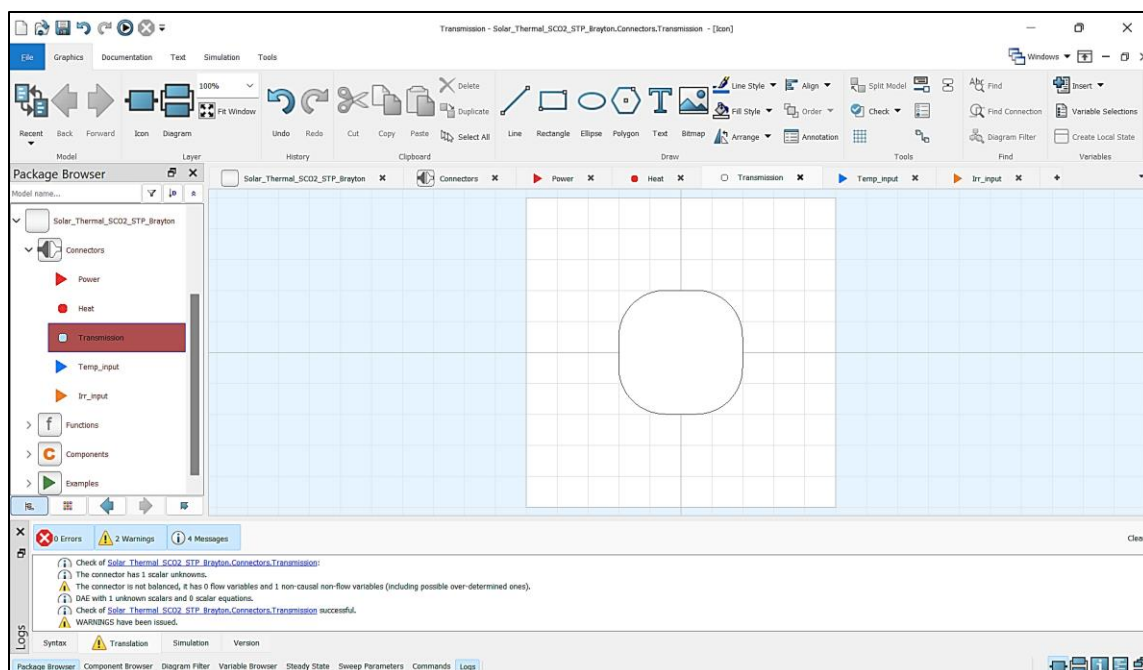 Transmission - Solar_Thermal_SCO2_STP_Brayton.Connectors.Transmission - [Icon]
File Graphics Documentation Text Simulation Tools Windows
100% Delete Line Style Align Split Model Abc Find Insert
Fit Window Duplicate Fill Style Order Check Find Connection Variable Selections
Recent Back Forward Icon Diagram Undo Redo Cut Copy Paste Select All Line Rectangle Ellipse Polygon Text Bitmap Arrange Annotation Diagram Filter Create Local State
Model Layer History Clipboard Draw Tools Find Variables
Package Browser
Model name...
Solar_Thermal_SCO2_STP_Brayton Connectors Power Heat Transmission Temp_input Irr_input
Solar_Thermal_SCO2_STP_Brayton
Connectors
Power
Heat
Transmission
Temp_input
Irr_input
f Functions
C Components
Examples
0 Errors 2 Warnings 4 Messages Clea
Check of Solar_Thermal_SCO2_STP_Brayton.Connectors.Transmission:
The connector has 1 scalar unknowns.
The connector is not balanced, it has 0 flow variables and 1 non-causal non-flow variables (including possible over-determined ones).
DAE with 1 unknown scalars and 0 scalar equations.
Check of Solar_Thermal_SCO2_STP_Brayton.Connectors.Transmission successful.
WARNINGS have been issued.
Logs
Syntax Translation Simulation Version
Package Browser Component Browser Diagram Filter Variable Browser Steady State Sweep Parameters Commands Logs